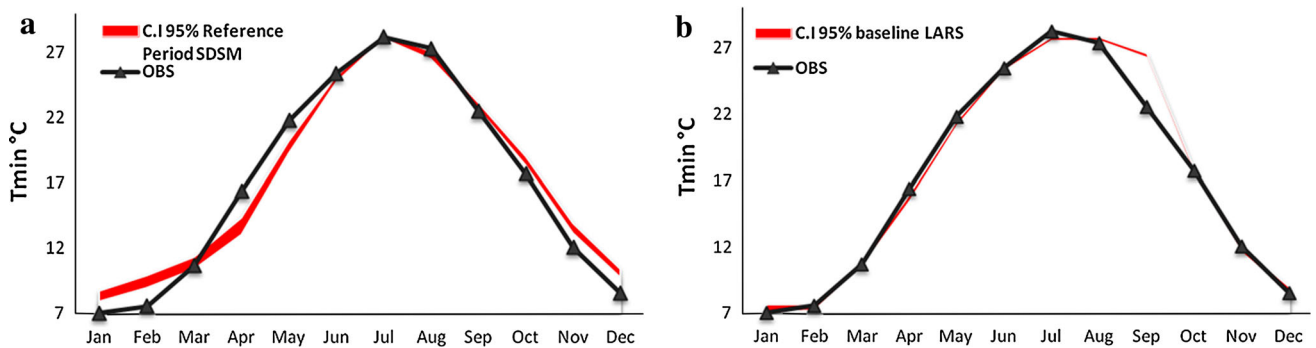 a
C.I 95% Reference
Period SDSM
OBS
Tmin °C
27
22
17
12
7
Jan Feb Mar Apr May Jun Jul Aug Sep Oct Nov Dec
b
C.I 95% baseline LARS
OBS
Tmin °C
27
22
17
12
7
Jan Feb Mar Apr May Jun Jul Aug Sep Oct Nov Dec